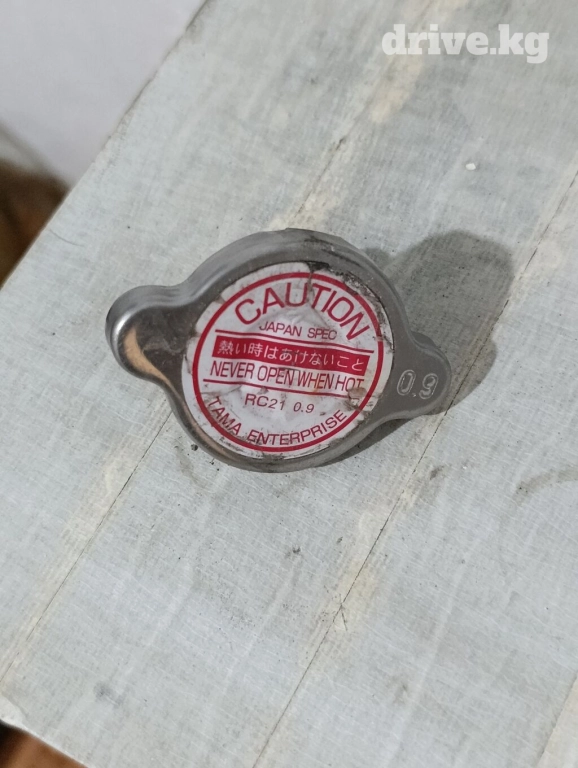 drive.kg
CAUTION
JAPAN SPEC
熱い時はあけないこと
NEVER OPEN WHEN HOT
RC21 0.9
TAMA ENTERPRISE
0.9